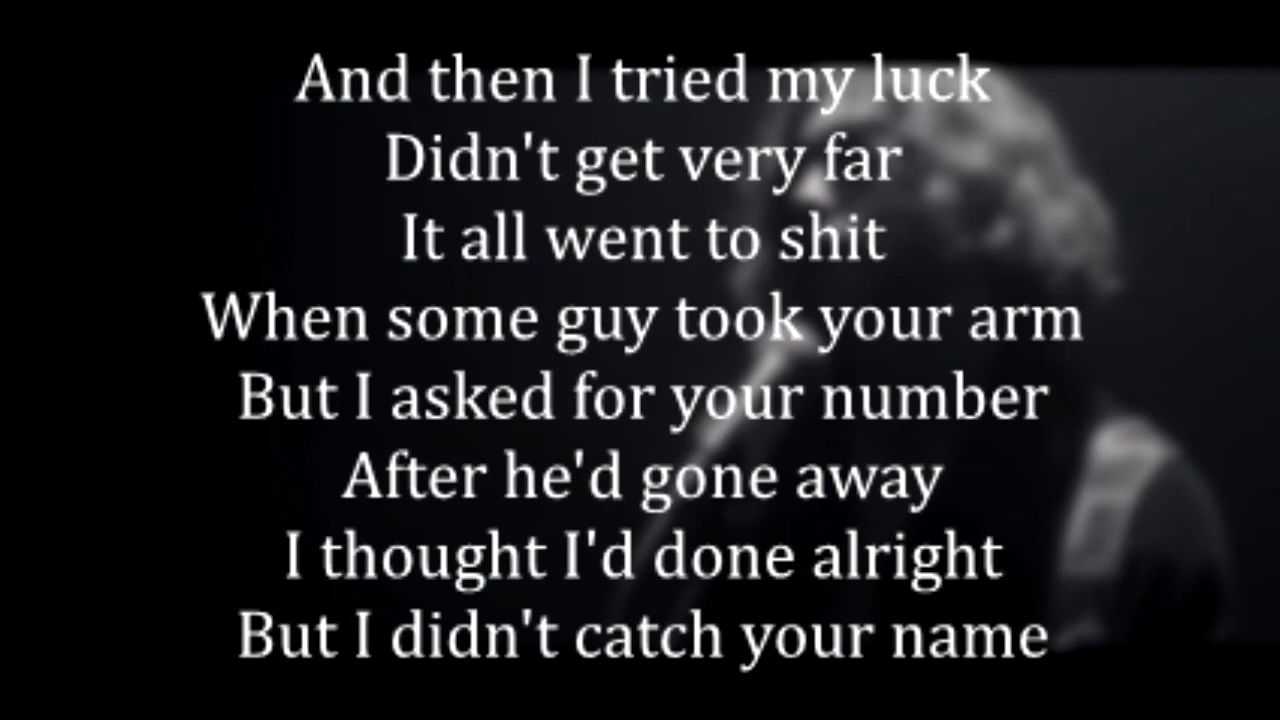 And then I tried my luck
Didn't get very far
It all went to shit
When some guy took your arm
But I asked for your number
After he'd gone away
I thought I'd done alright
But I didn't catch your name